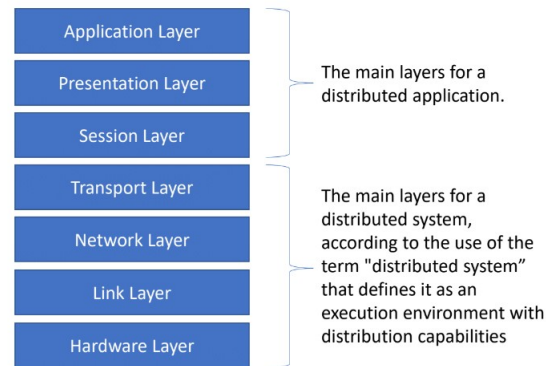 Application Layer
Presentation Layer
Session Layer
Transport Layer
Network Layer
Link Layer
Hardware Layer
The main layers for a
distributed application.
The main layers for a
distributed system,
according to the use of the
term "distributed system”
that defines it as an
execution environment with
distribution capabilities